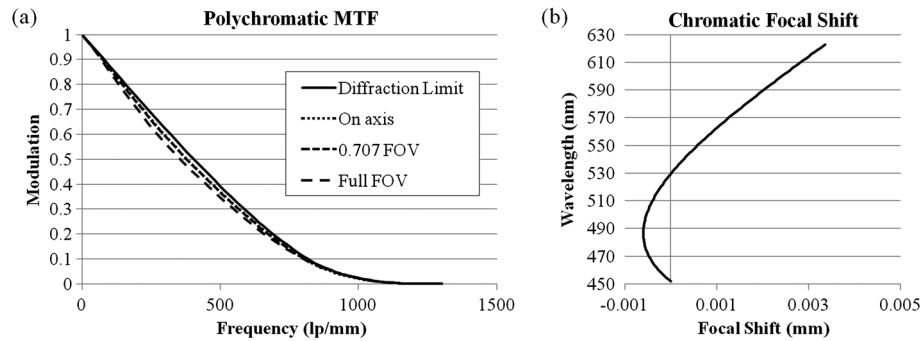 (a)
Polychromatic MTF
1
0.9
0.8
0.7
0.6
0.5
0.4
0.3
0.2
0.1
0
Modulation
Diffraction Limit
On axis
0.707 FOV
Full FOV
0 500 1000 1500
Frequency (lp/mm)
(b)
Chromatic Focal Shift
630
610
590
570
550
530
510
490
470
450
Wavelength (nm)
-0.001 0.001 0.003 0.005
Focal Shift (mm)